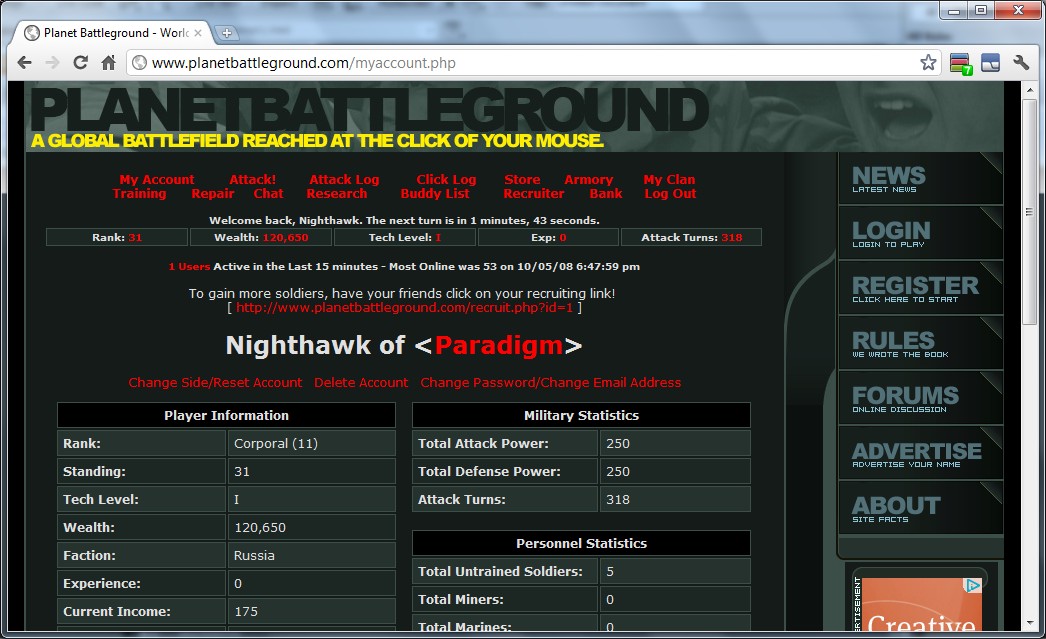 Planet Battleground - Worl
www.planetbattleground.com/myaccount.php
7
PLANETBATTLEGROUND
A GLOBAL BATTLEFIELD REACHED AT THE CLICK OF YOUR MOUSE.
My Account Attack! Attack Log Click Log Store Armory My Clan
Training Repair Chat Research Buddy List Recruiter Bank Log Out
Welcome back, Nighthawk. The next turn is in 1 minutes, 43 seconds.
Rank: 31 Wealth: 120,650 Tech Level: I Exp: 0 Attack Turns: 318
1 Users Active in the Last 15 minutes - Most Online was 53 on 10/05/08 6:47:59 pm
To gain more soldiers, have your friends click on your recruiting link!
[ http://www.planetbattleground.com/recruit.php?id=1 ]
Nighthawk of <Paradigm>
Change Side/Reset Account Delete Account Change Password/Change Email Address
Player Information
Rank: Corporal (11)
Standing: 31
Tech Level: I
Wealth: 120,650
Faction: Russia
Experience: 0
Current Income: 175
Military Statistics
Total Attack Power: 250
Total Defense Power: 250
Attack Turns: 318
Personnel Statistics
Total Untrained Soldiers: 5
Total Miners: 0
Total Marines: 0
NEWS
LATEST NEWS
LOGIN
LOGIN TO PLAY
REGISTER
CLICK HERE TO START
RULES
WE WROTE THE BOOK
FORUMS
ONLINE DISCUSSION
ADVERTISE
ADVERTISE YOUR NAME
ABOUT
SITE FACTS
ERTISEMENT
Creative